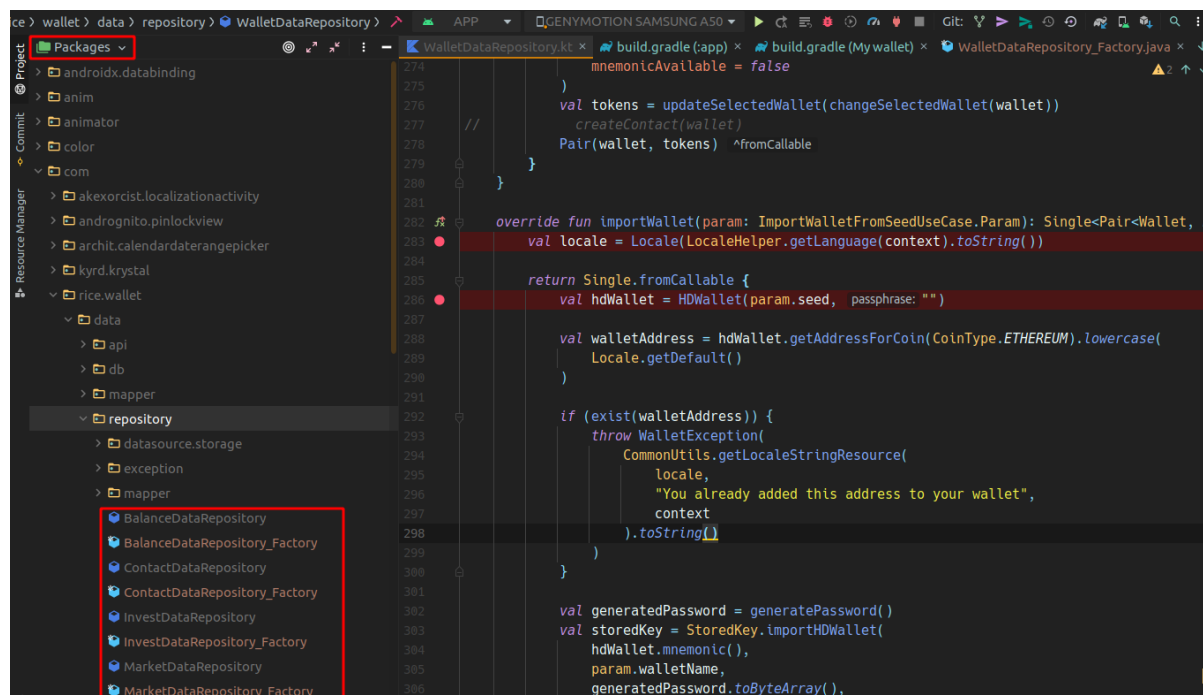 ice > wallet > data > repository > WalletDataRepository >
APP
GENYMOTION SAMSUNG A50
Git:
Project
Commit
Resource Manager
Packages
androidx.databinding
anim
animator
color
com
akexorcist.localizationactivity
andrognito.pinlockview
archit.calendardaterangepicker
kyrd.krystal
rice.wallet
data
api
db
mapper
repository
datasource.storage
exception
mapper
BalanceDataRepository
BalanceDataRepository_Factory
ContactDataRepository
ContactDataRepository_Factory
InvestDataRepository
InvestDataRepository_Factory
MarketDataRepository
MarketDataRepository_Factory
WalletDataRepository.kt × build.gradle (:app) × build.gradle (My wallet) × WalletDataRepository_Factory.java ×
2
274 mnemonicAvailable = false
275 )
276 val tokens = updateSelectedWallet(changeSelectedWallet(wallet))
277 // createContact(wallet)
278 Pair(wallet, tokens) ^fromCallable
279 }
280 }
281
282 override fun importWallet(param: ImportWalletFromSeedUseCase.Param): Single<Pair<Wallet,
283 val locale = Locale(LocaleHelper.getLanguage(context).toString())
284
285 return Single.fromCallable {
286 val hdWallet = HDWallet(param.seed, passphrase: "")
287
288 val walletAddress = hdWallet.getAddressForCoin(CoinType.ETHEREUM).lowercase(
289 Locale.getDefault()
290 )
291
292 if (exist(walletAddress)) {
293 throw WalletException(
294 CommonUtils.getLocaleStringResource(
295 locale,
296 "You already added this address to your wallet",
297 context
298 ).toString()
299 )
300 }
301
302 val generatedPassword = generatePassword()
303 val storedKey = StoredKey.importHDWallet(
304 hdWallet.mnemonic(),
305 param.walletName,
306 generatedPassword.toByteArray(),